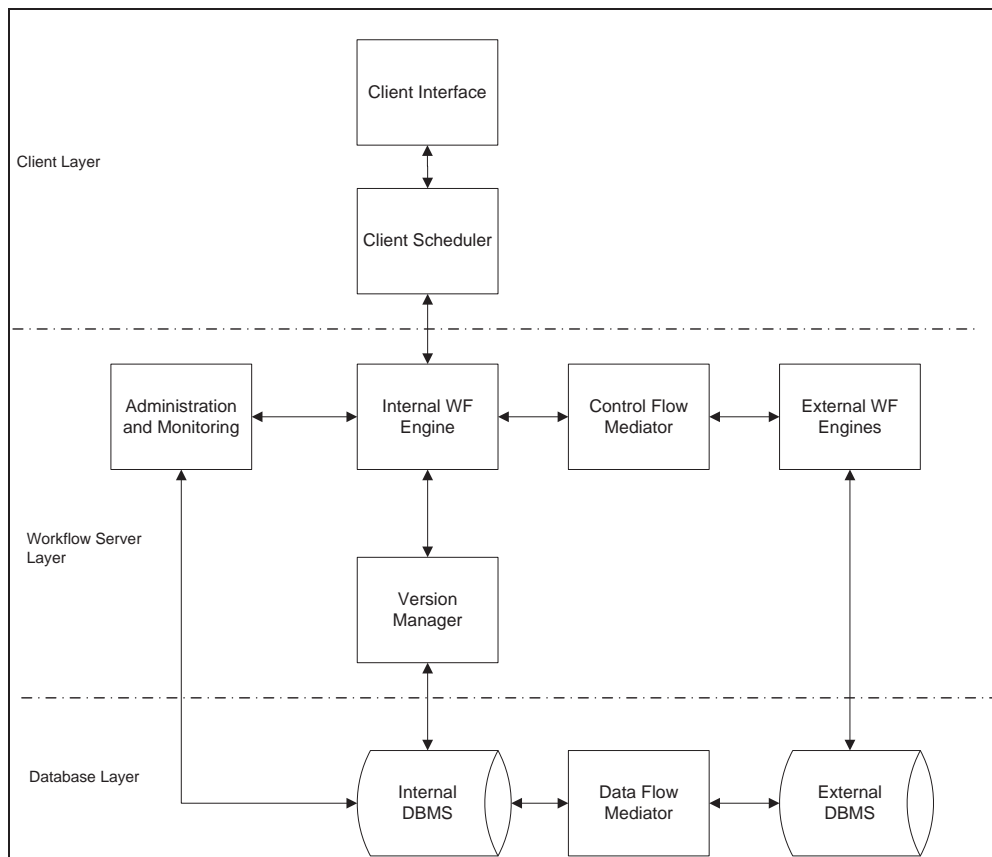 Client Interface
Client Layer
Client Scheduler
Administration
and Monitoring
Internal WF
Engine
Control Flow
Mediator
External WF
Engines
Workflow Server
Layer
Version
Manager
Database Layer
Internal
DBMS
Data Flow
Mediator
External
DBMS